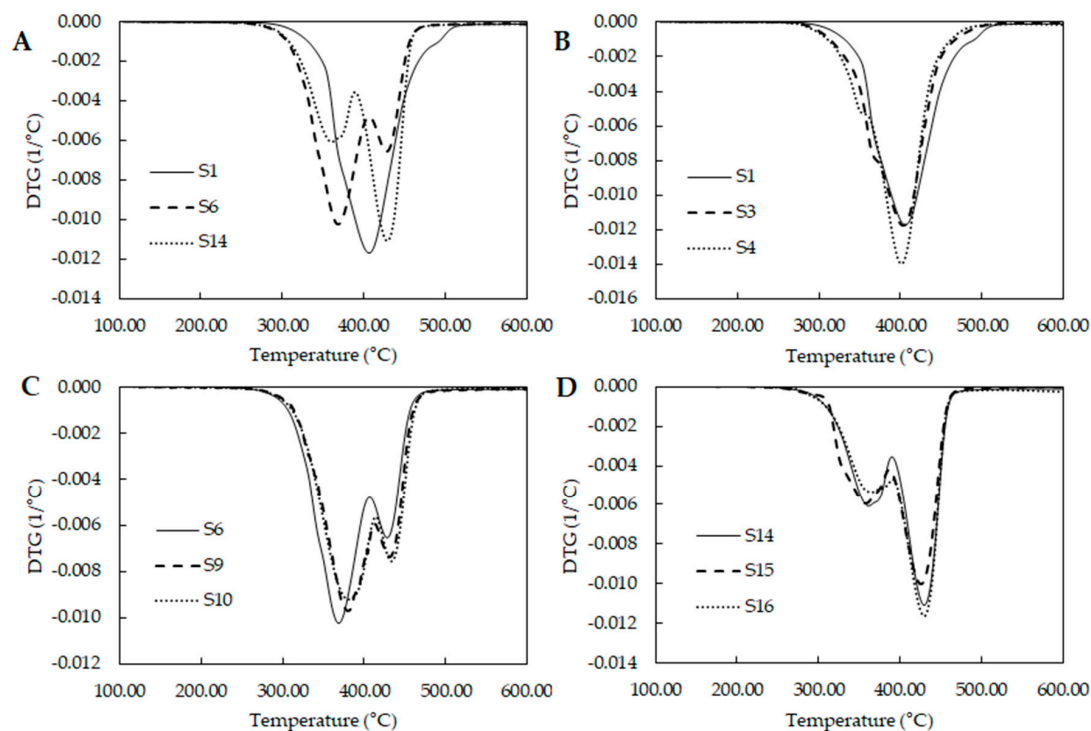 A
0.000
-0.002
-0.004
-0.006
-0.008
-0.010
-0.012
-0.014
DTG (1/°C)
S1
S6
S14
100.00 200.00 300.00 400.00 500.00 600.00
Temperature (°C)
B
0.000
-0.002
-0.004
-0.006
-0.008
-0.010
-0.012
-0.014
-0.016
DTG (1/°C)
S1
S3
S4
100.00 200.00 300.00 400.00 500.00 600.00
Temperature (°C)
C
0.000
-0.002
-0.004
-0.006
-0.008
-0.010
-0.012
DTG (1/°C)
S6
S9
S10
100.00 200.00 300.00 400.00 500.00 600.00
Temperature (°C)
D
0.000
-0.002
-0.004
-0.006
-0.008
-0.010
-0.012
-0.014
DTG (1/°C)
S14
S15
S16
100.00 200.00 300.00 400.00 500.00 600.00
Temperature (°C)